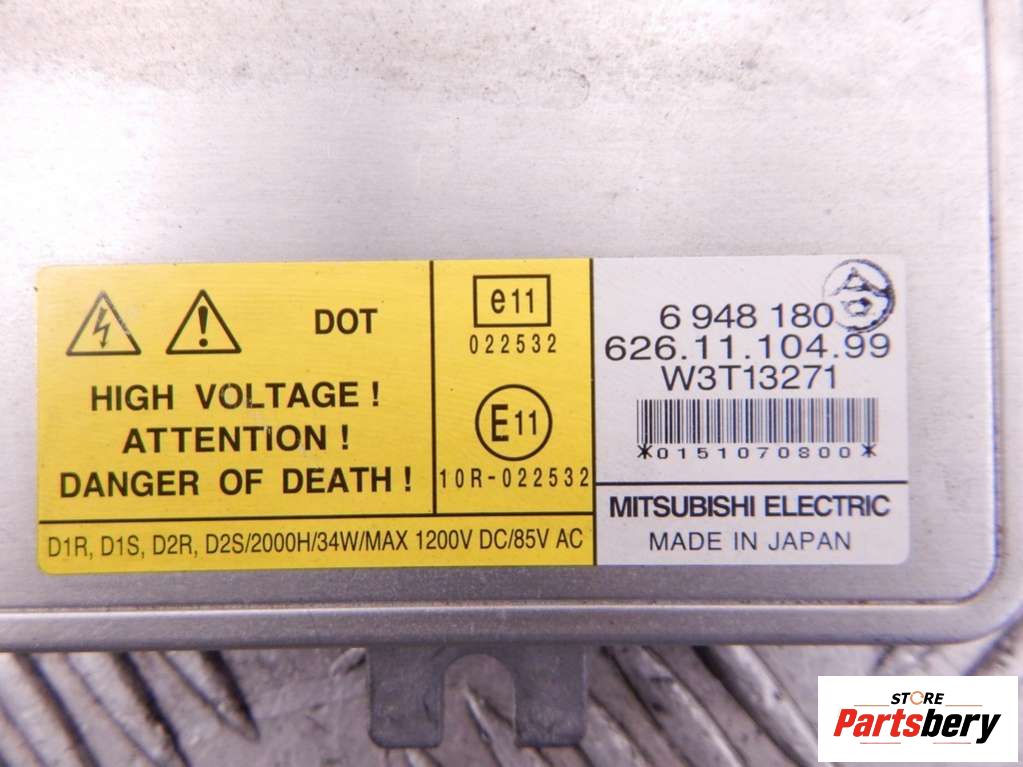 DOT
HIGH VOLTAGE !
ATTENTION !
DANGER OF DEATH !
D1R, D1S, D2R, D2S/2000H/34W/MAX 1200V DC/85V AC
e11
022532
E11
10R-022532
6 948 180
合
626.11.104.99
W3T13271
*0151070800*
MITSUBISHI ELECTRIC
MADE IN JAPAN
STORE
Partsbery